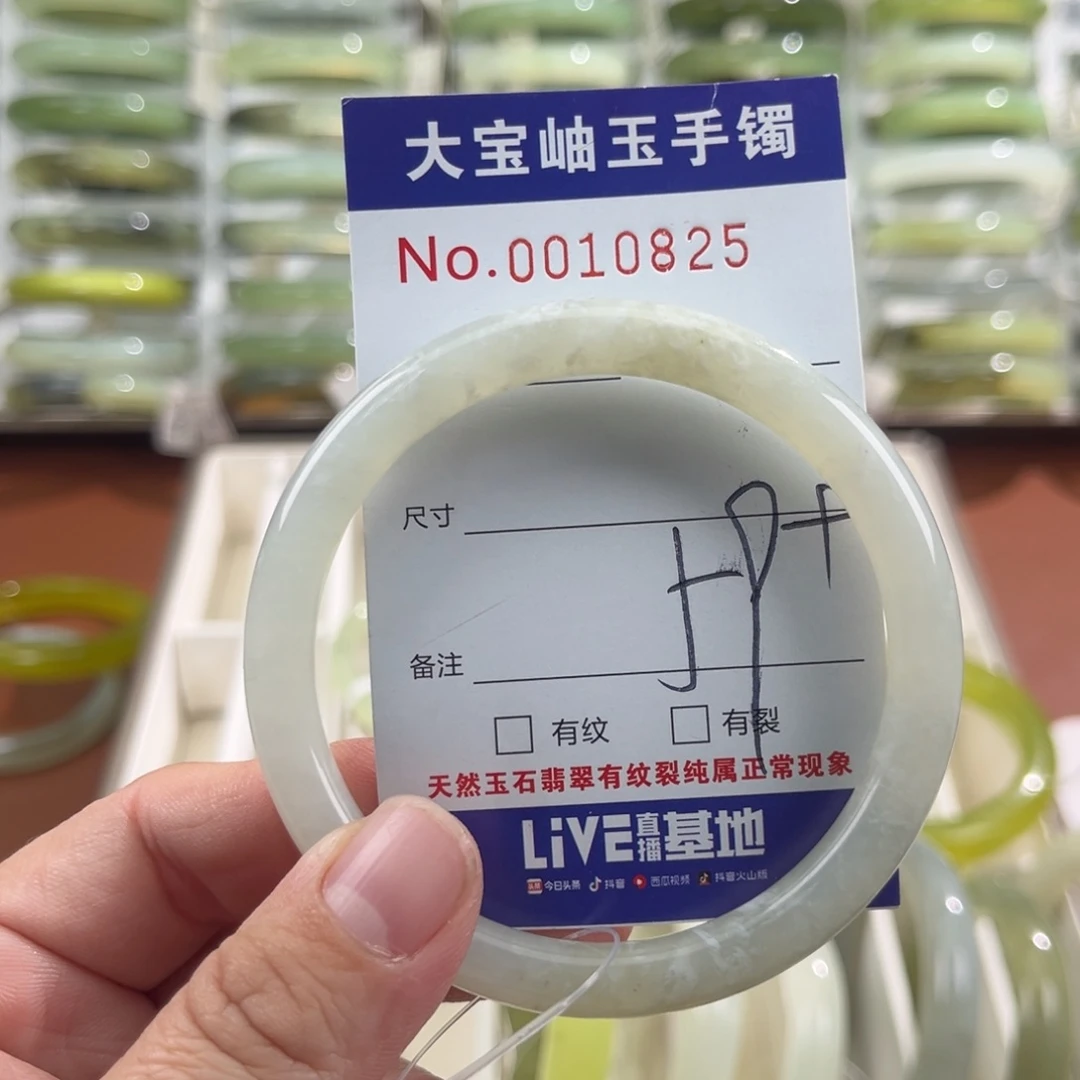 大宝岫玉手镯
No.0010825
尺寸
备注
有纹 有裂
天然玉石翡翠有纹裂纯属正常现象
LiVE直播基地
头条 今日头条 抖音 西瓜视频 抖音火山版